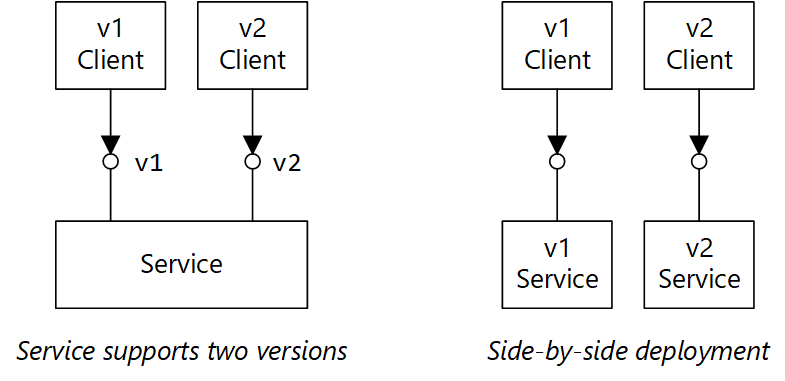 v1
Client
v2
Client
v1
v2
Service
Service supports two versions
v1
Client
v2
Client
v1
Service
v2
Service
Side-by-side deployment